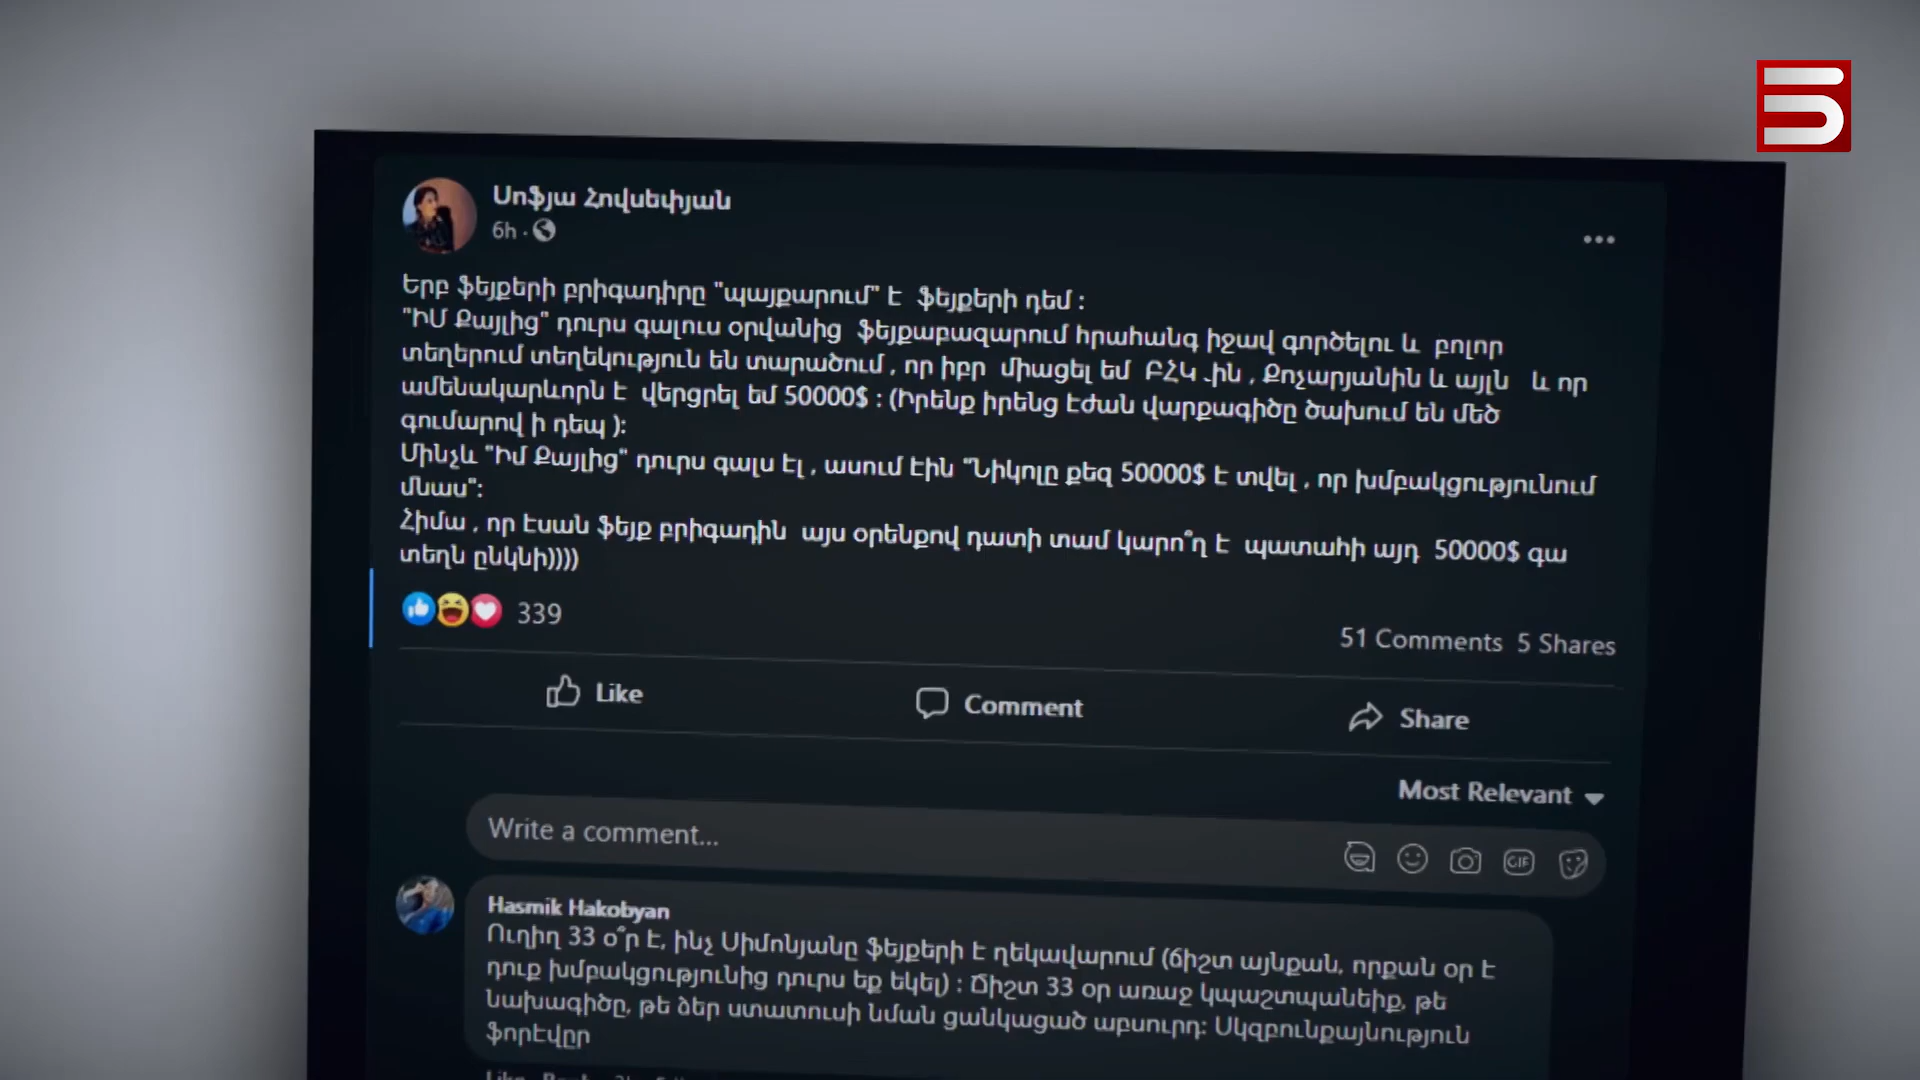 Սոֆյա Հովսեփյան
6h ·
Երբ ֆեյքերի բրիգադիրը "պայքարում" է ֆեյքերի դեմ :
"ԻՄ Քայլից" դուրս գալուս օրվանից ֆեյքաբազարում հրահանգ իջավ գործելու և բոլոր
տեղերում տեղեկություն են տարածում , որ իբր միացել եմ ԲՀԿ -ին , Քոչարյանին և այլն և որ
ամենակարևորն է վերցրել եմ 50000$ : (Իրենք իրենց էժան վարքագիծը ծախում են մեծ
գումարով ի դեպ ):
Մինչև "Իմ Քայլից" դուրս գալս էլ , ասում էին "Նիկոլը քեզ 50000$ է տվել , որ խմբակցությունում
մնաս":
Հիմա , որ էսան ֆեյք բրիգադին այս օրենքով դատի տամ կարո՞ղ է պատահի այդ 50000$ գա
տեղն ընկնի))))
339
51 Comments 5 Shares
Like Comment Share
Most Relevant
Write a comment...
GIF
Hasmik Hakobyan
Ուղիղ 33 օ՞ր է, ինչ Սիմոնյանը ֆեյքերի է ղեկավարում (ճիշտ այնքան, որքան օր է
դուք խմբակցությունից դուրս եք եկել) : Ճիշտ 33 օր առաջ կպաշտպանեիք, թե
նախագիծը, թե ձեր ստատուսի նման ցանկացած աբսուրդ: Սկզբունքայնություն
ֆորէվըր